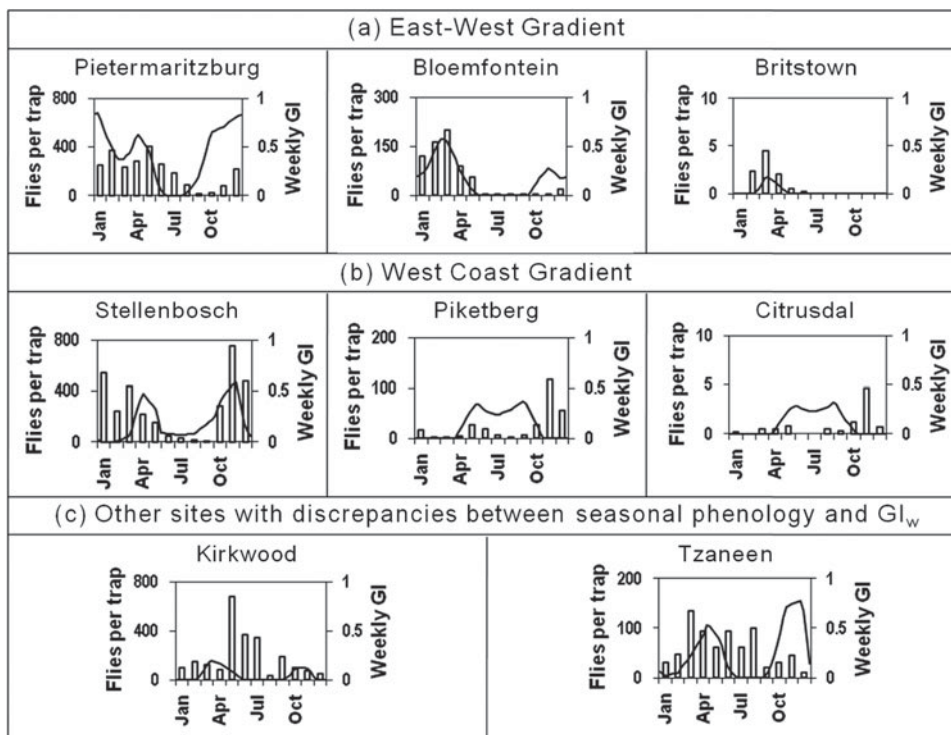 (a) East-West Gradient
Pietermaritzburg
Flies per trap
800
400
0
1
0.5
0
Weekly GI
Jan
Apr
Jul
Oct
Bloemfontein
Flies per trap
300
150
0
1
0.5
0
Weekly GI
Jan
Apr
Jul
Oct
Britstown
Flies per trap
10
5
0
1
0.5
0
Weekly GI
Jan
Apr
Jul
Oct
(b) West Coast Gradient
Stellenbosch
Flies per trap
800
400
0
1
0.5
0
Weekly GI
Jan
Apr
Jul
Oct
Piketberg
Flies per trap
200
100
0
1
0.5
0
Weekly GI
Jan
Apr
Jul
Oct
Citrusdal
Flies per trap
10
5
0
1
0.5
0
Weekly GI
Jan
Apr
Jul
Oct
(c) Other sites with discrepancies between seasonal phenology and GIw
Kirkwood
Flies per trap
800
400
0
1
0.5
0
Weekly GI
Jan
Apr
Jul
Oct
Tzaneen
Flies per trap
200
100
0
1
0.5
0
Weekly GI
Jan
Apr
Jul
Oct